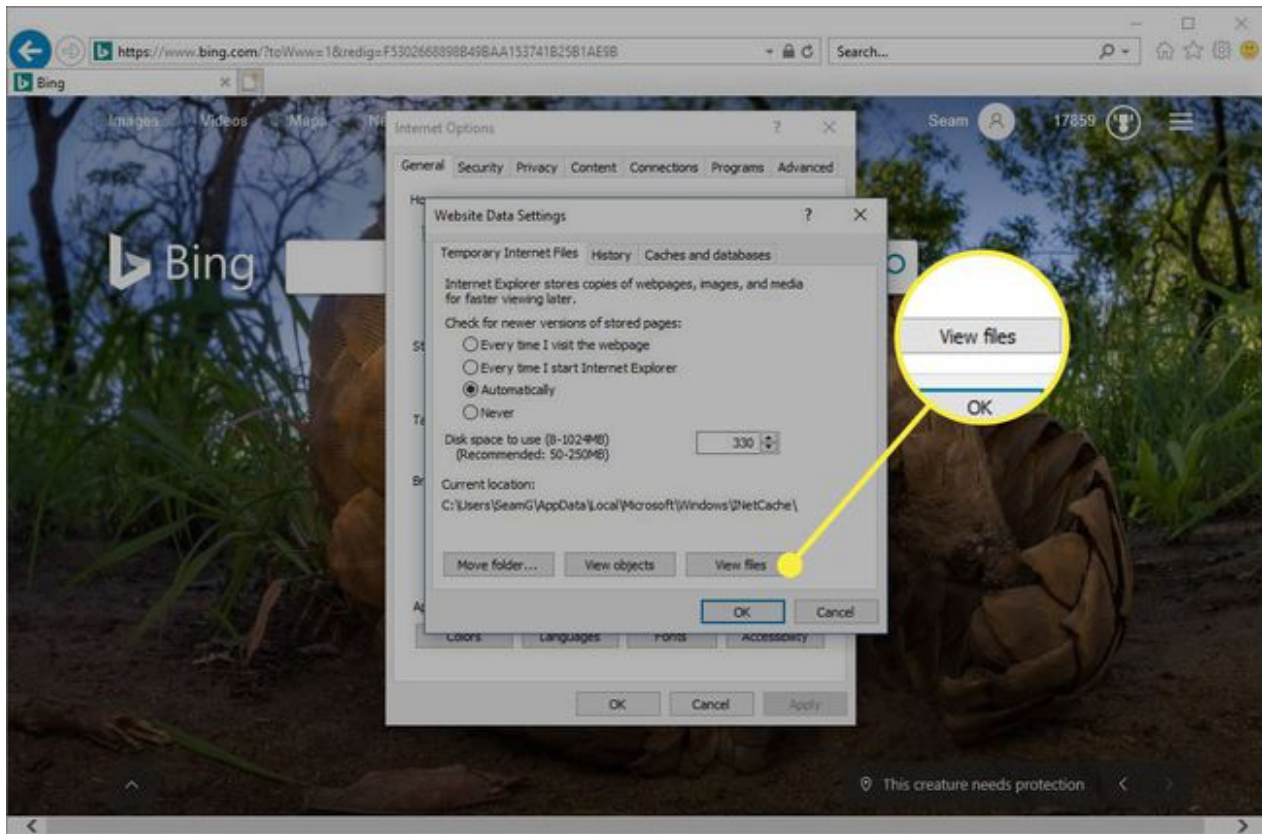 https://www.bing.com/?toWww=1&redig=F5302668898B49BAA153741B25B1AE9B
Search...
Bing
Images Videos Maps
Seam 17859
Internet Options
General Security Privacy Content Connections Programs Advanced
Bing
Website Data Settings
Temporary Internet Files History Caches and databases
Internet Explorer stores copies of webpages, images, and media
for faster viewing later.
Check for newer versions of stored pages:
Every time I visit the webpage
Every time I start Internet Explorer
Automatically
Never
Disk space to use (8-1024MB)
(Recommended: 50-250MB)
330
Current location:
C:\Users\SeamG\AppData\Local\Microsoft\Windows\INetCache\
Move folder... View objects View files
OK Cancel
View files
OK
Colors Languages Fonts Accessibility
OK Cancel Apply
This creature needs protection